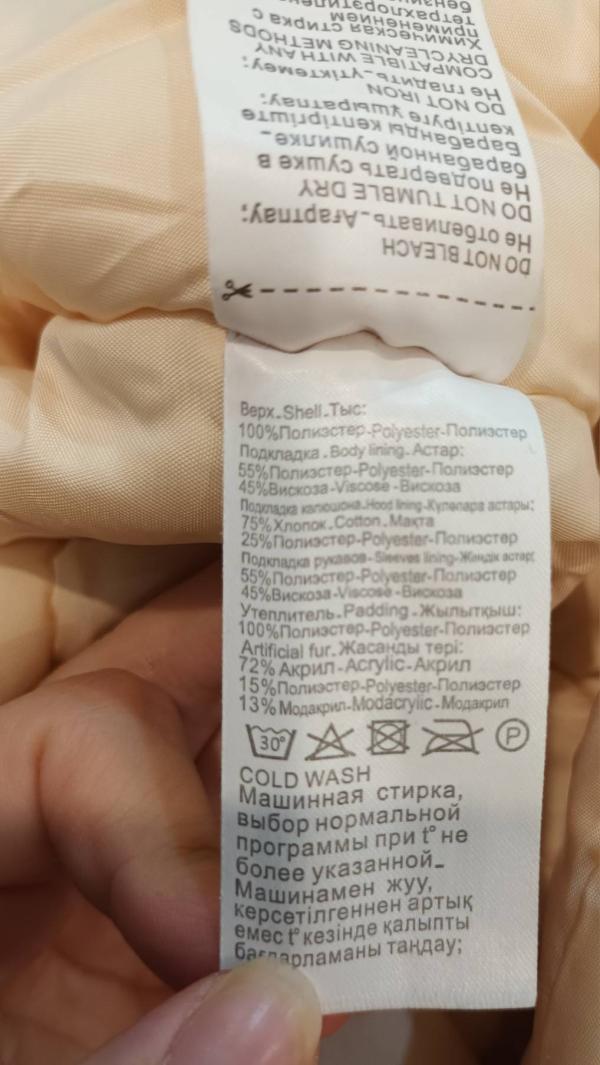 Верх-Shell-Тыс:
100%Полиэстер-Polyester-Полиэстер
Подкладка-Body lining-Астар:
55%Полиэстер-Polyester-Полиэстер
45%Вискоза-Viscose-Вискоза
Подкладка капюшона-Hood lining-Күләпара астары:
75%Хлопок-Cotton-Мақта
25%Полиэстер-Polyester-Полиэстер
Подкладка рукавов-Sleeves lining-Жеңдік астар:
55%Полиэстер-Polyester-Полиэстер
45%Вискоза-Viscose-Вискоза
Утеплитель-Padding-Жылытқыш:
100%Полиэстер-Polyester-Полиэстер
Artificial fur-Жасанды тері:
72%Акрил-Acrylic-Акрил
15%Полиэстер-Polyester-Полиэстер
13%Модакрил-Modacrylic-Модакрил
30° P
COLD WASH
Машинная стирка,
выбор нормальной
программы при t° не
более указанной-
Машинамен жуу,
керсетілгеннен артық
емес t° кезінде қалыпты
бағдарламаны таңдау;
DO NOT BLEACH
Не отбеливать-Ағартпау;
DO NOT TUMBLE DRY
Не подвергать сушке в
барабанной сушилке-
Барабанды кептіргіште
кептіруге ұшыратпау;
DO NOT IRON
Не гладить-үтіктемеу;
COMPATIBLE WITH ANY
DRYCLEANING METHODS
Химическая стирка с
применением